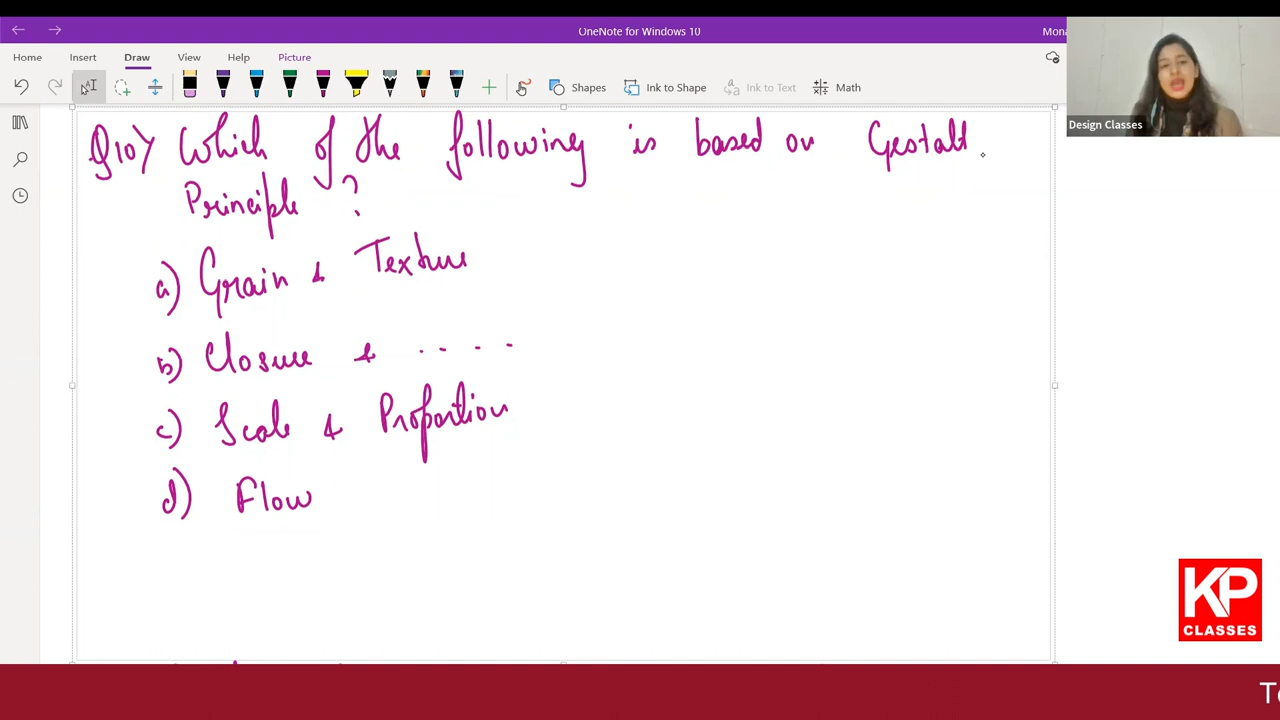 OneNote for Windows 10
Mona
Home Insert Draw View Help Picture
Shapes Ink to Shape Ink to Text Math
Design Classes
Q10) Which of the following is based on Gestalt
Principle ?
a) Grain & Texture
b) Closure & .....
c) Scale & Proportion
d) Flow
KP
CLASSES
To